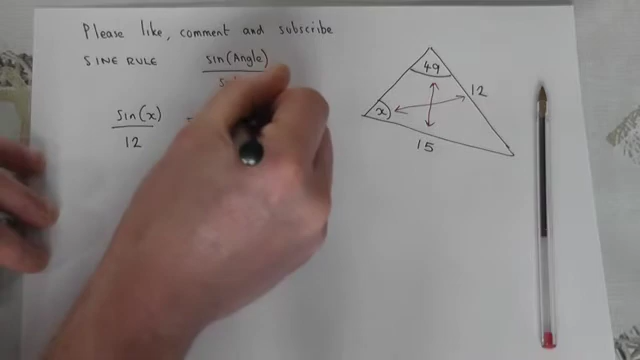 Please like, comment and subscribe
SINE RULE
sin(Angle)
sin(x)
12
49
x
12
15